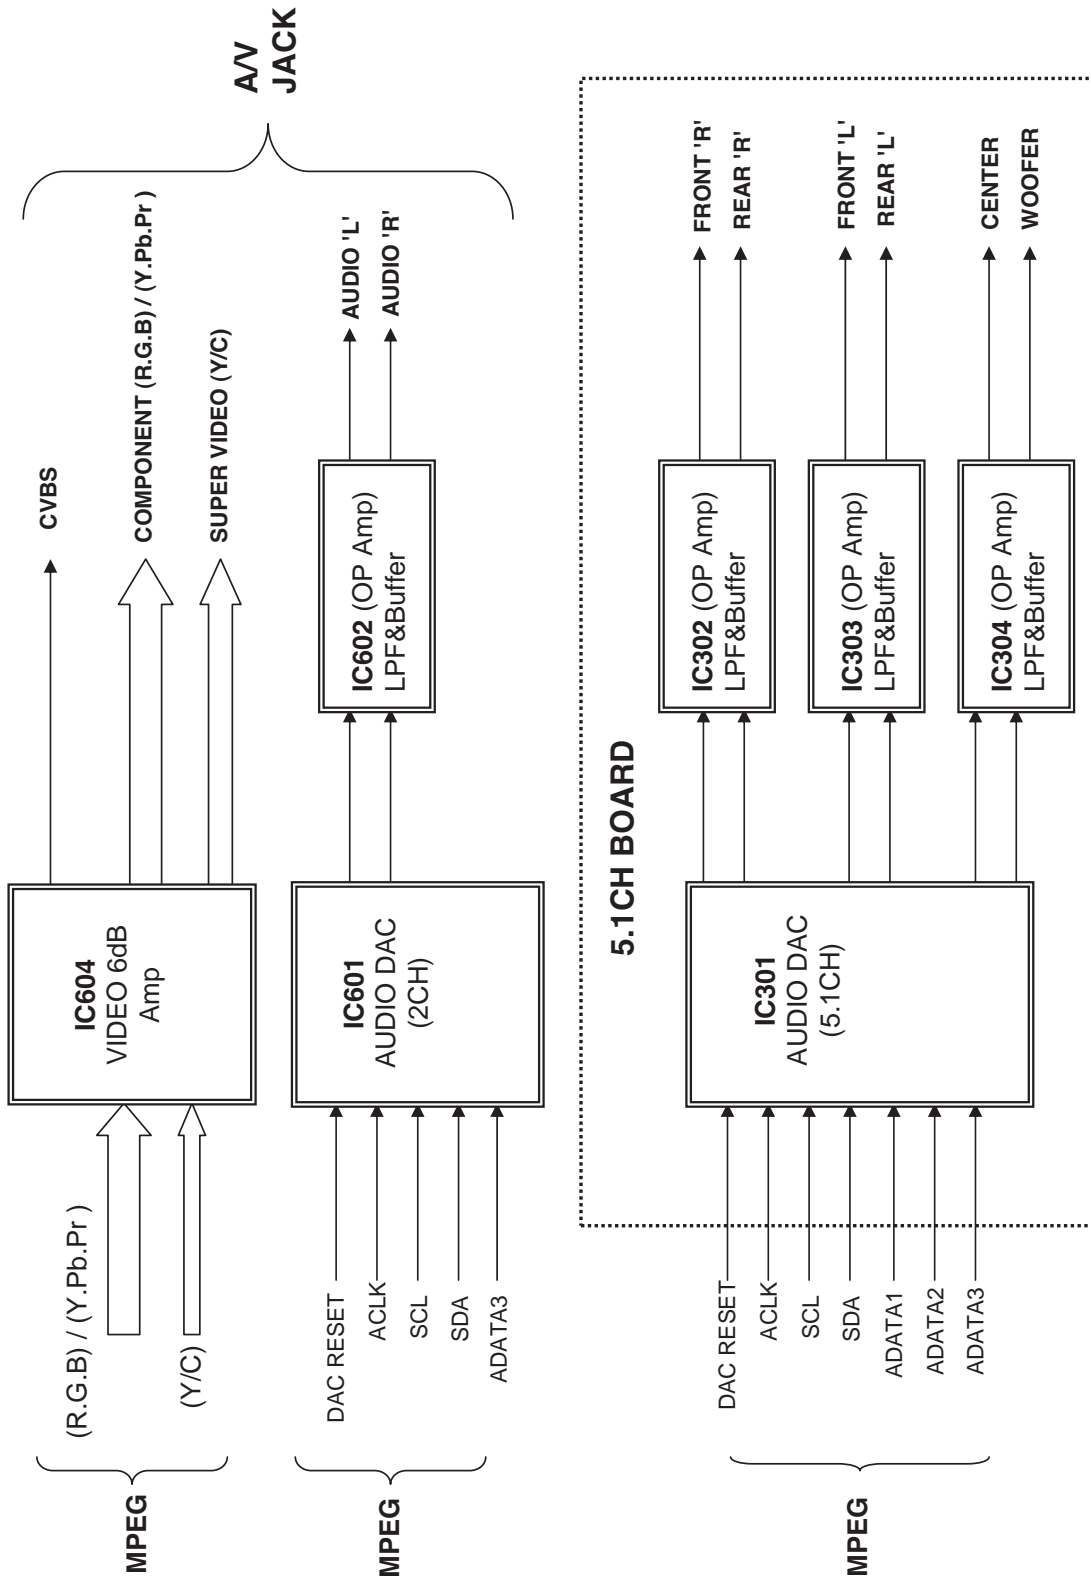 MPEG
(R.G.B) / (Y.Pb.Pr )
(Y/C)
IC604
VIDEO 6dB
Amp
CVBS
COMPONENT (R.G.B) / (Y.Pb.Pr )
SUPER VIDEO (Y/C)
A/V
JACK
MPEG
DAC RESET
ACLK
SCL
SDA
ADATA3
IC601
AUDIO DAC
(2CH)
IC602 (OP Amp)
LPF&Buffer
AUDIO 'L'
AUDIO 'R'
5.1CH BOARD
MPEG
DAC RESET
ACLK
SCL
SDA
ADATA1
ADATA2
ADATA3
IC301
AUDIO DAC
(5.1CH)
IC302 (OP Amp)
LPF&Buffer
FRONT 'R'
REAR 'R'
IC303 (OP Amp)
LPF&Buffer
FRONT 'L'
REAR 'L'
IC304 (OP Amp)
LPF&Buffer
CENTER
WOOFER